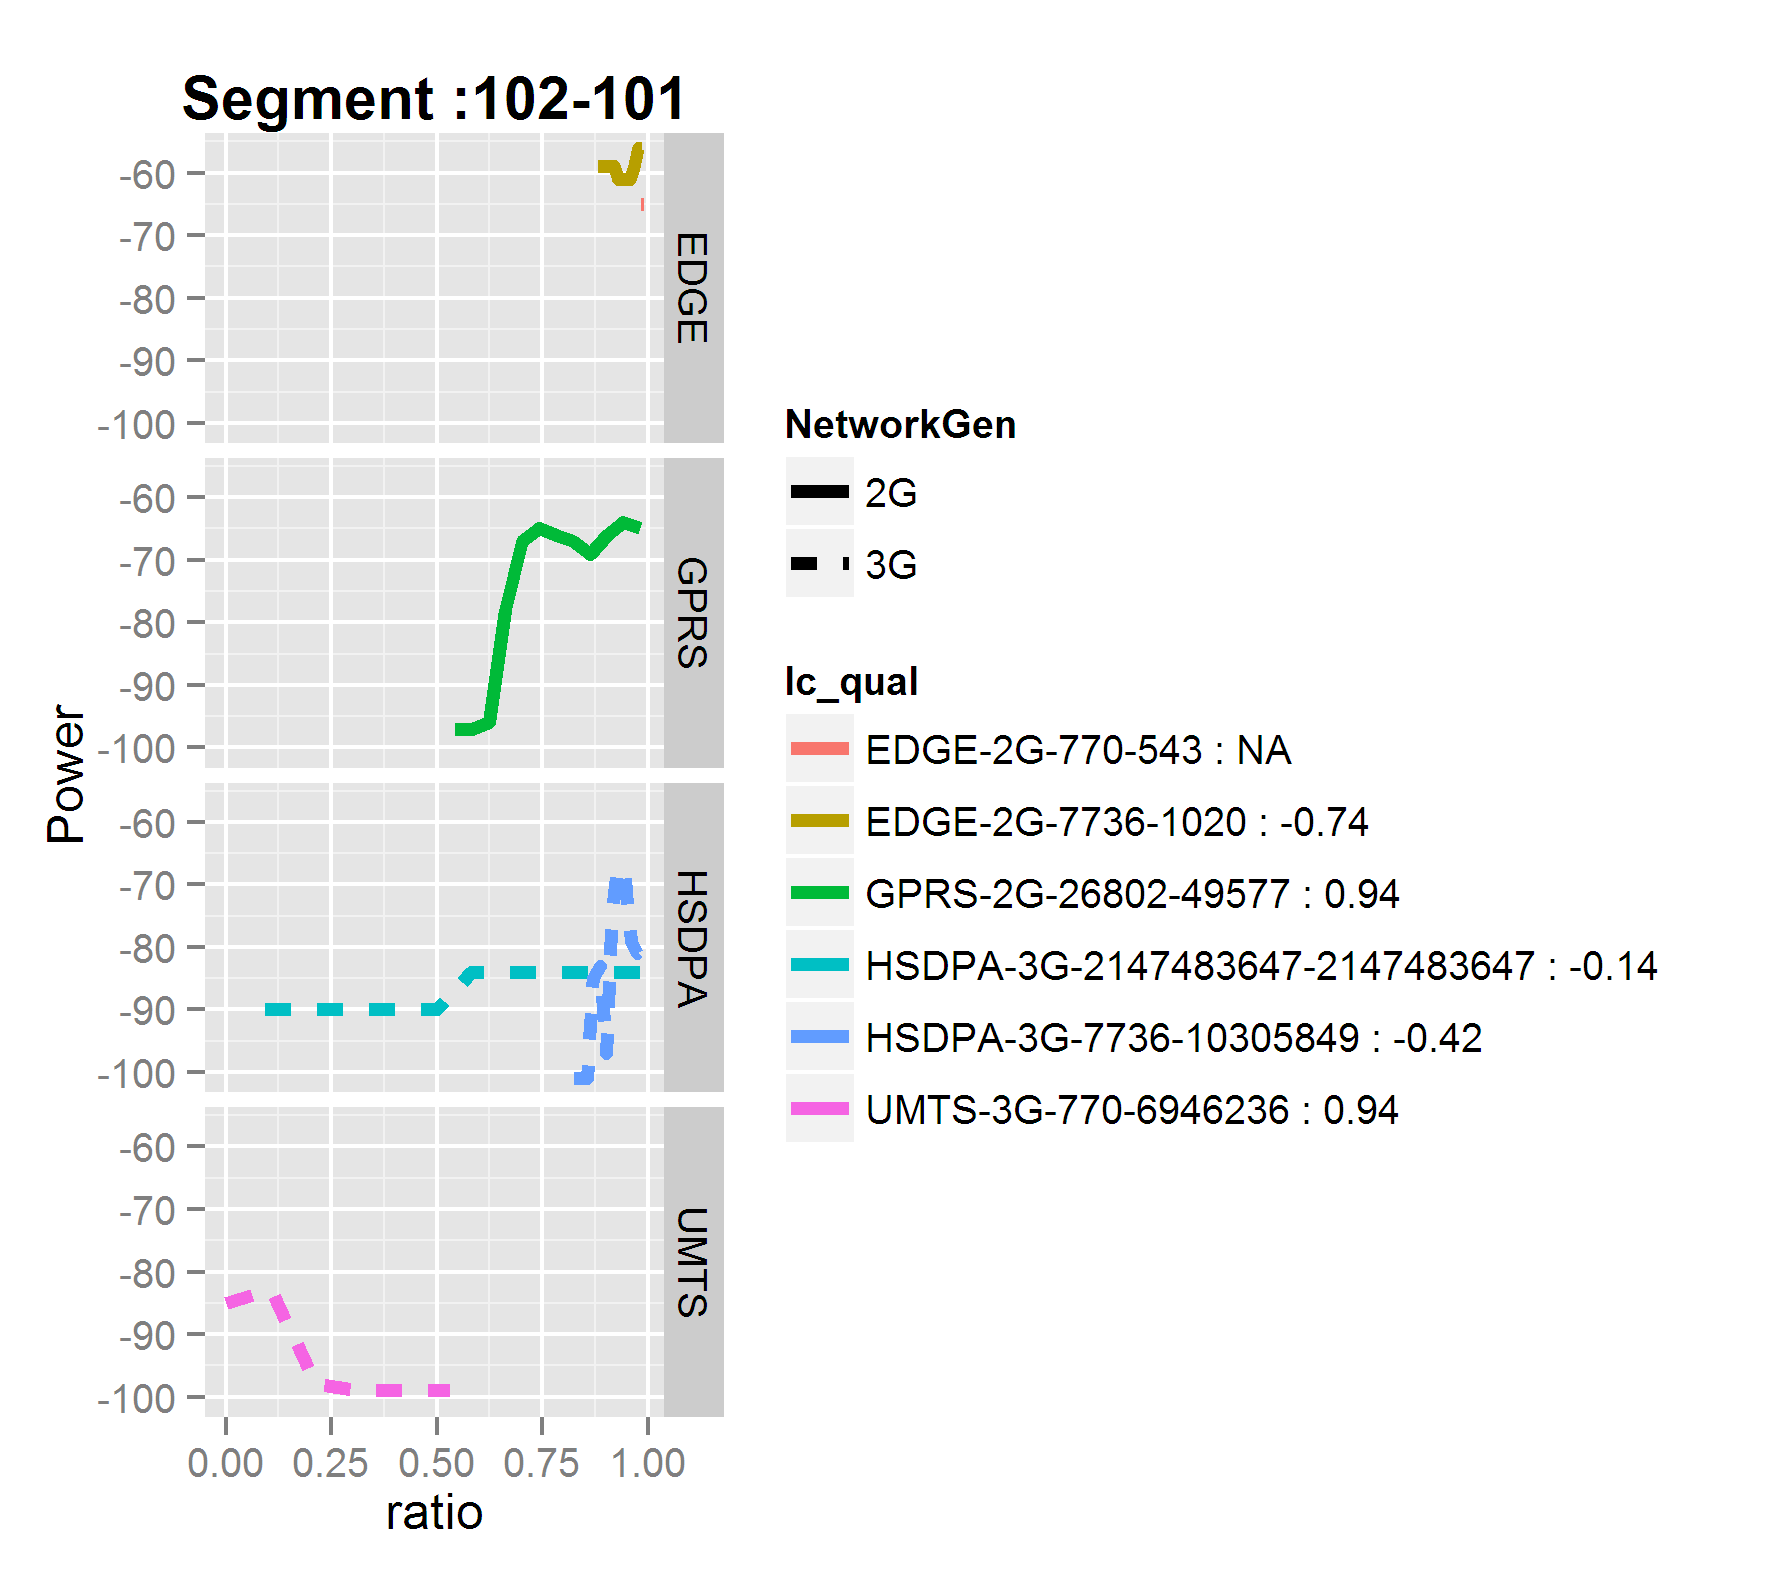 Segment :102-101
-60
-70
-80
-90
-100
EDGE
-60
-70
-80
-90
-100
GPRS
-60
-70
-80
-90
-100
HSDPA
-60
-70
-80
-90
-100
UMTS
Power
0.00 0.25 0.50 0.75 1.00
ratio
NetworkGen
2G
3G
lc_qual
EDGE-2G-770-543 : NA
EDGE-2G-7736-1020 : -0.74
GPRS-2G-26802-49577 : 0.94
HSDPA-3G-2147483647-2147483647 : -0.14
HSDPA-3G-7736-10305849 : -0.42
UMTS-3G-770-6946236 : 0.94